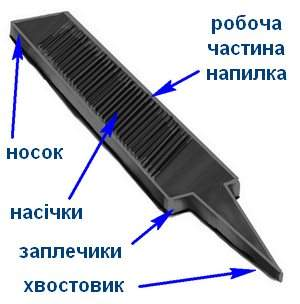 робоча
частина
напилка
носок
насічки
заплечики
хвостовик